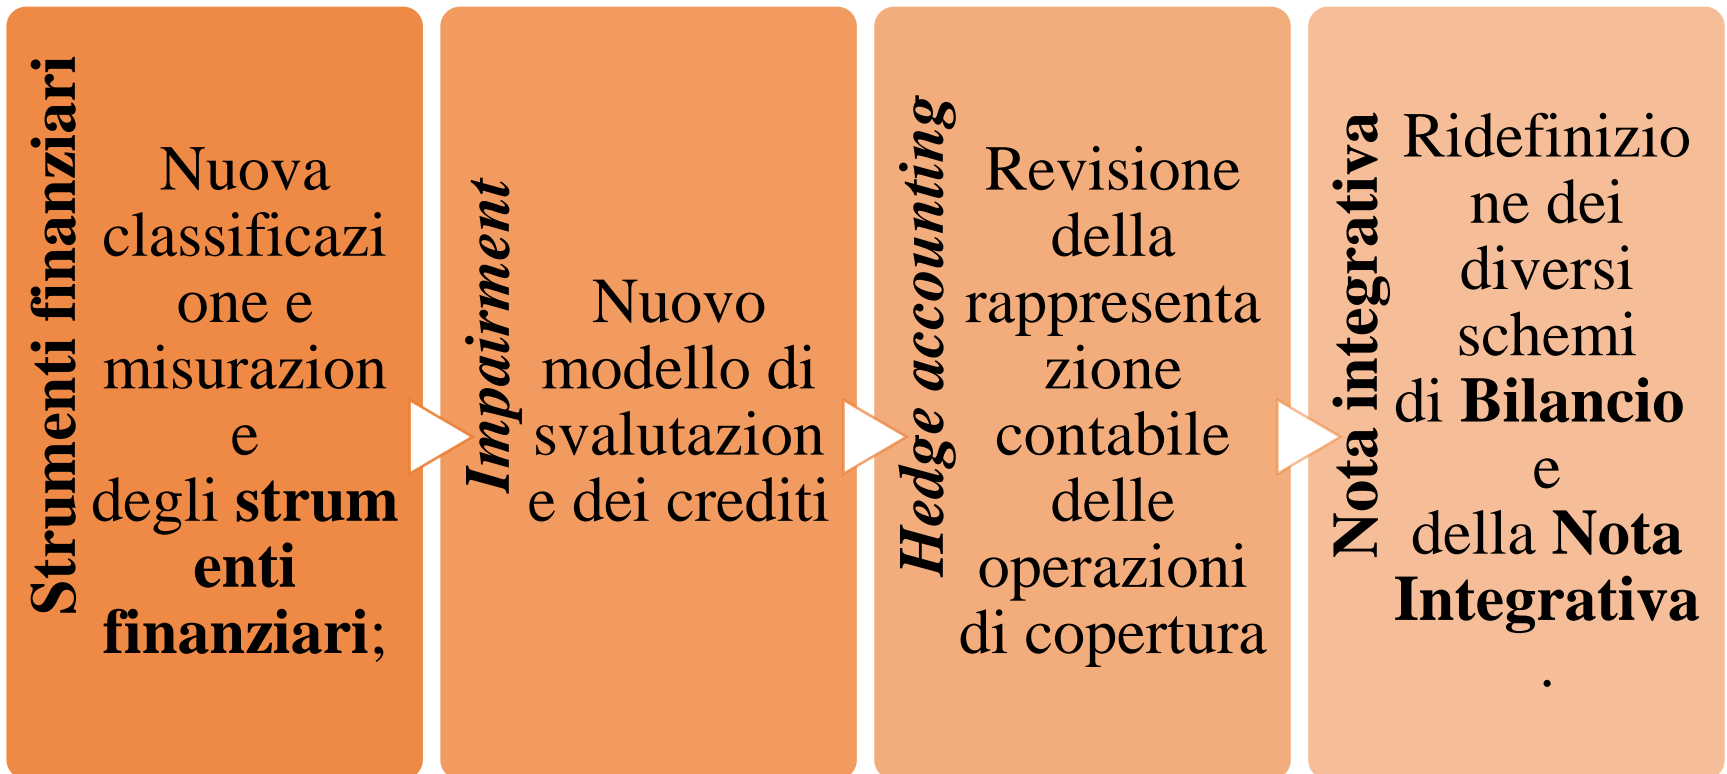 Strumenti finanziari
Nuova
classificazi
one e
misurazion
e
degli strum
enti
finanziari;
Impairment
Nuovo
modello di
svalutazion
e dei crediti
Hedge accounting
Revisione
della
rappresenta
zione
contabile
delle
operazioni
di copertura
Nota integrativa
Ridefinizio
ne dei
diversi
schemi
di Bilancio
e
della Nota
Integrativa
.